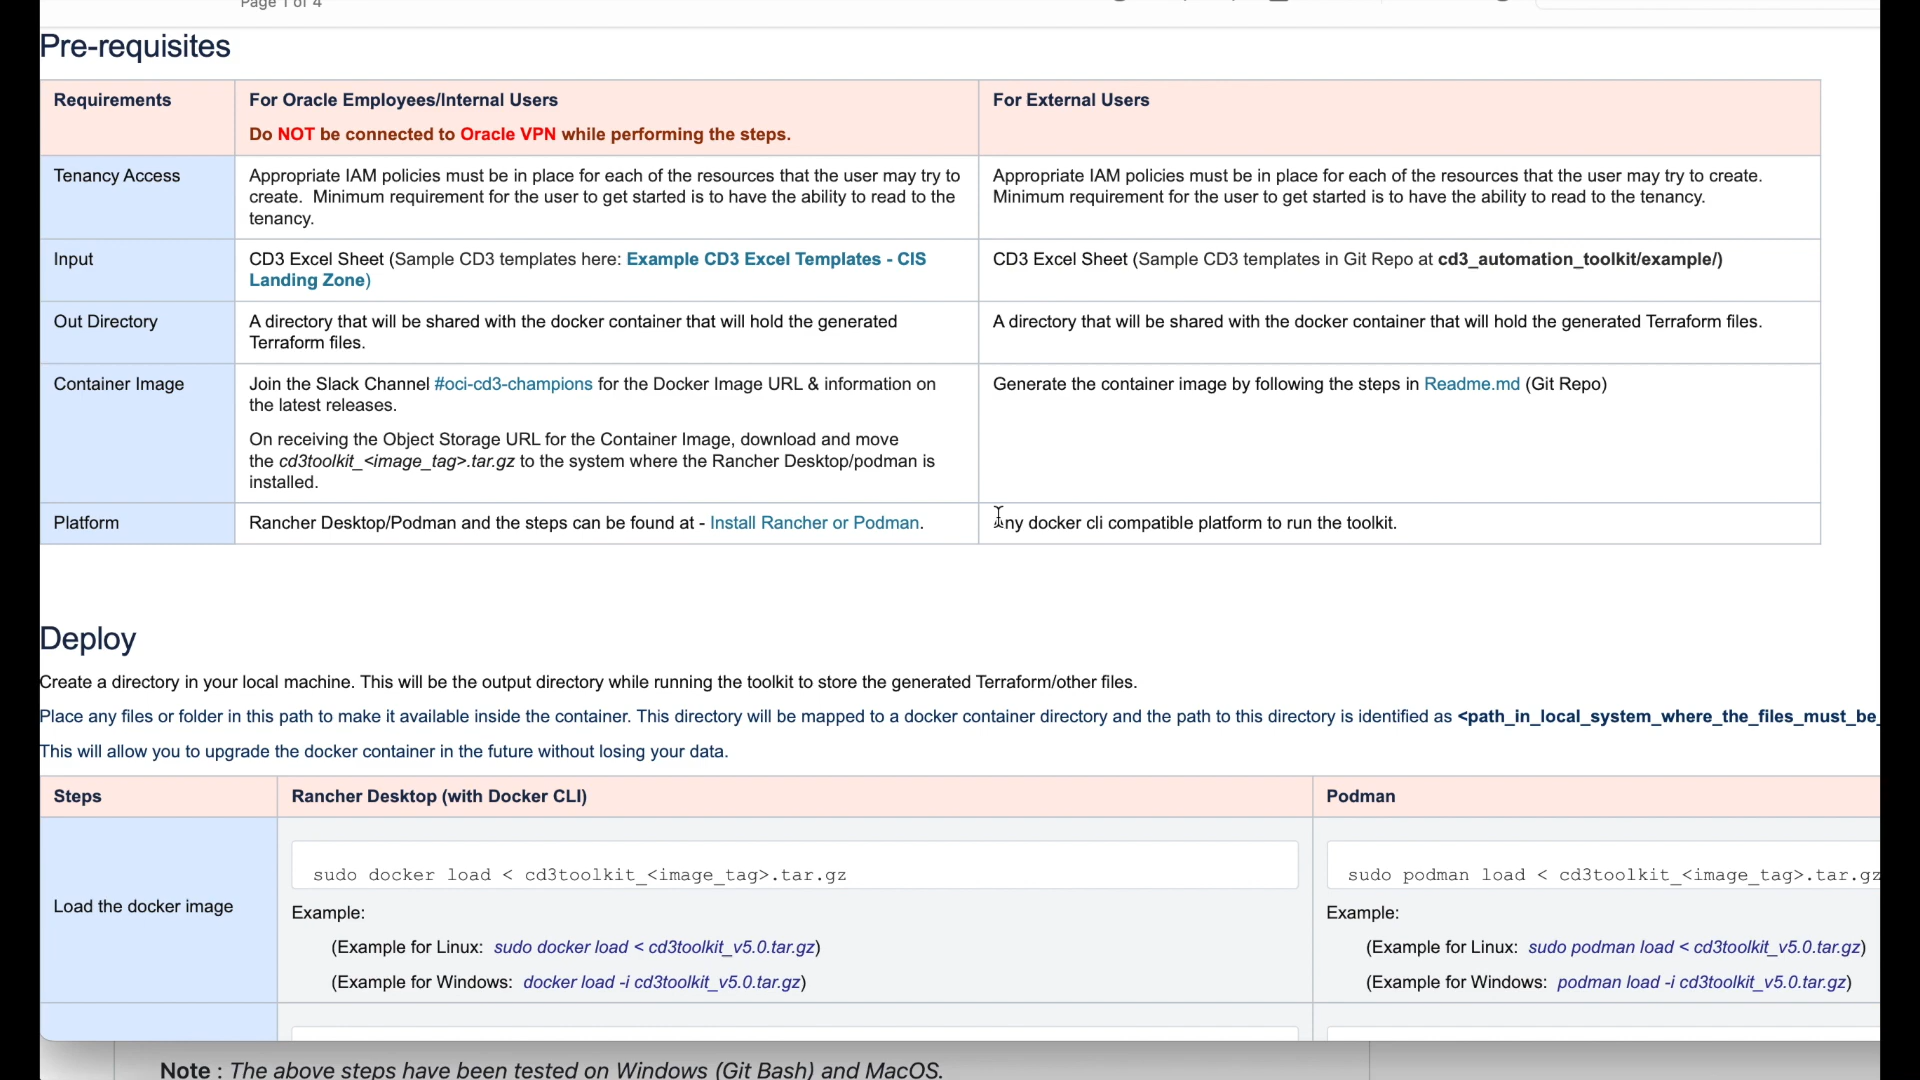 Page 1 of 4
Pre-requisites
Requirements
For Oracle Employees/Internal Users
Do NOT be connected to Oracle VPN while performing the steps.
For External Users
Tenancy Access
Appropriate IAM policies must be in place for each of the resources that the user may try to
create.  Minimum requirement for the user to get started is to have the ability to read to the
tenancy.
Appropriate IAM policies must be in place for each of the resources that the user may try to create.
Minimum requirement for the user to get started is to have the ability to read to the tenancy.
Input
CD3 Excel Sheet (Sample CD3 templates here: Example CD3 Excel Templates - CIS
Landing Zone)
CD3 Excel Sheet (Sample CD3 templates in Git Repo at cd3_automation_toolkit/example/)
Out Directory
A directory that will be shared with the docker container that will hold the generated
Terraform files.
A directory that will be shared with the docker container that will hold the generated Terraform files.
Container Image
Join the Slack Channel #oci-cd3-champions for the Docker Image URL & information on
the latest releases.
On receiving the Object Storage URL for the Container Image, download and move
the cd3toolkit_<image_tag>.tar.gz to the system where the Rancher Desktop/podman is
installed.
Generate the container image by following the steps in Readme.md (Git Repo)
Platform
Rancher Desktop/Podman and the steps can be found at - Install Rancher or Podman.
Any docker cli compatible platform to run the toolkit.
Deploy
Create a directory in your local machine. This will be the output directory while running the toolkit to store the generated Terraform/other files.
Place any files or folder in this path to make it available inside the container. This directory will be mapped to a docker container directory and the path to this directory is identified as <path_in_local_system_where_the_files_must_be_
This will allow you to upgrade the docker container in the future without losing your data.
Steps
Rancher Desktop (with Docker CLI)
Podman
Load the docker image
sudo docker load < cd3toolkit_<image_tag>.tar.gz
Example:
(Example for Linux:  sudo docker load < cd3toolkit_v5.0.tar.gz)
(Example for Windows:  docker load -i cd3toolkit_v5.0.tar.gz)
sudo podman load < cd3toolkit_<image_tag>.tar.gz
Example:
(Example for Linux:  sudo podman load < cd3toolkit_v5.0.tar.gz)
(Example for Windows:  podman load -i cd3toolkit_v5.0.tar.gz)
Note : The above steps have been tested on Windows (Git Bash) and MacOS.